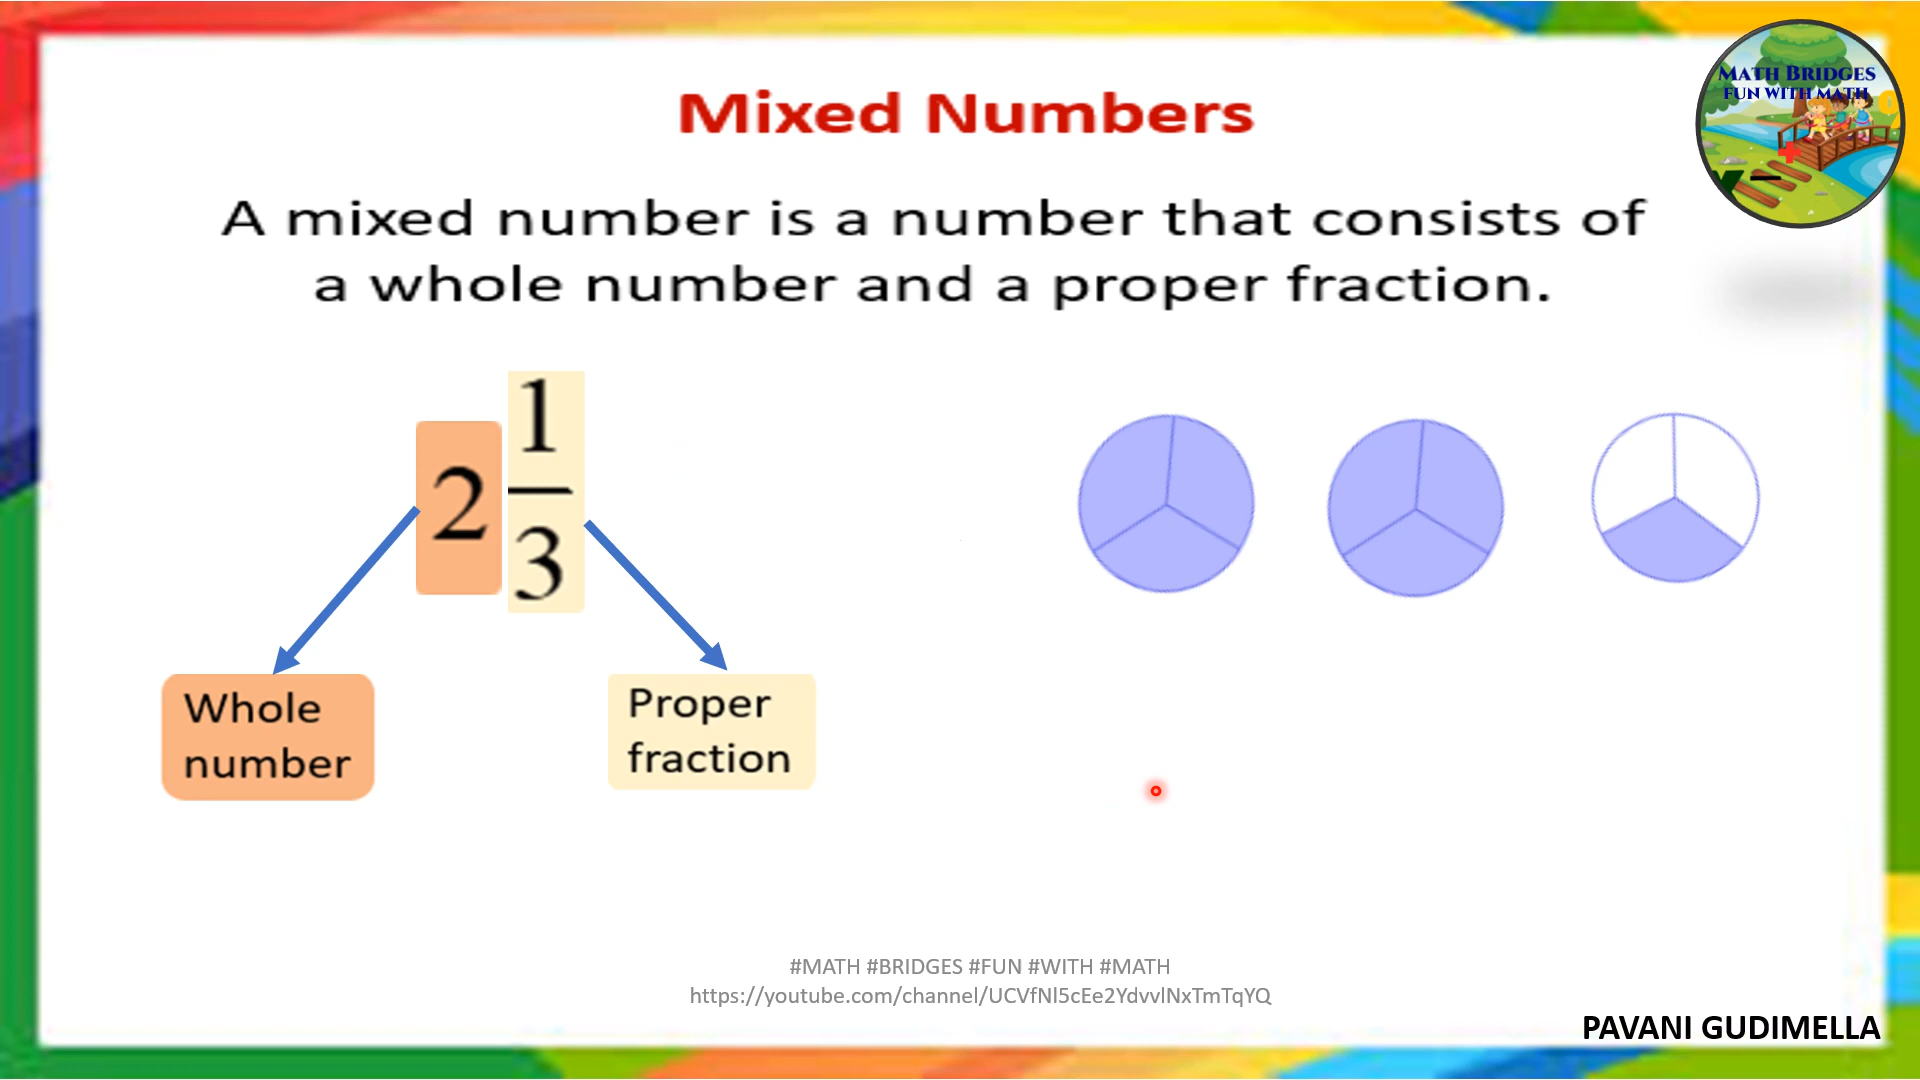 Mixed Numbers
MATH BRIDGES
FUN WITH MATH
A mixed number is a number that consists of
a whole number and a proper fraction.
2 1/3
Whole
number
Proper
fraction
#MATH #BRIDGES #FUN #WITH #MATH
https://youtube.com/channel/UCVfNl5cEe2YdvvlNxTmTqYQ
PAVANI GUDIMELLA